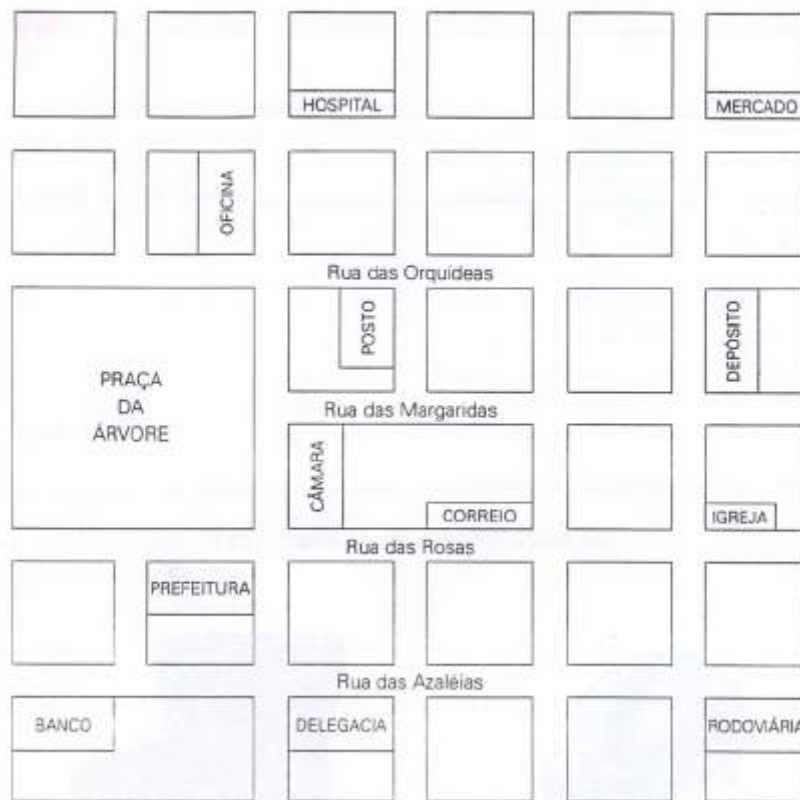 HOSPITAL
MERCADO
OFICINA
Rua das Orquídeas
PRAÇA
DA
ÁRVORE
POSTO
DEPÓSITO
Rua das Margaridas
CÂMARA
CORREIO
IGREJA
Rua das Rosas
PREFEITURA
Rua das Azaléias
BANCO
DELEGACIA
RODOVIÁRIA